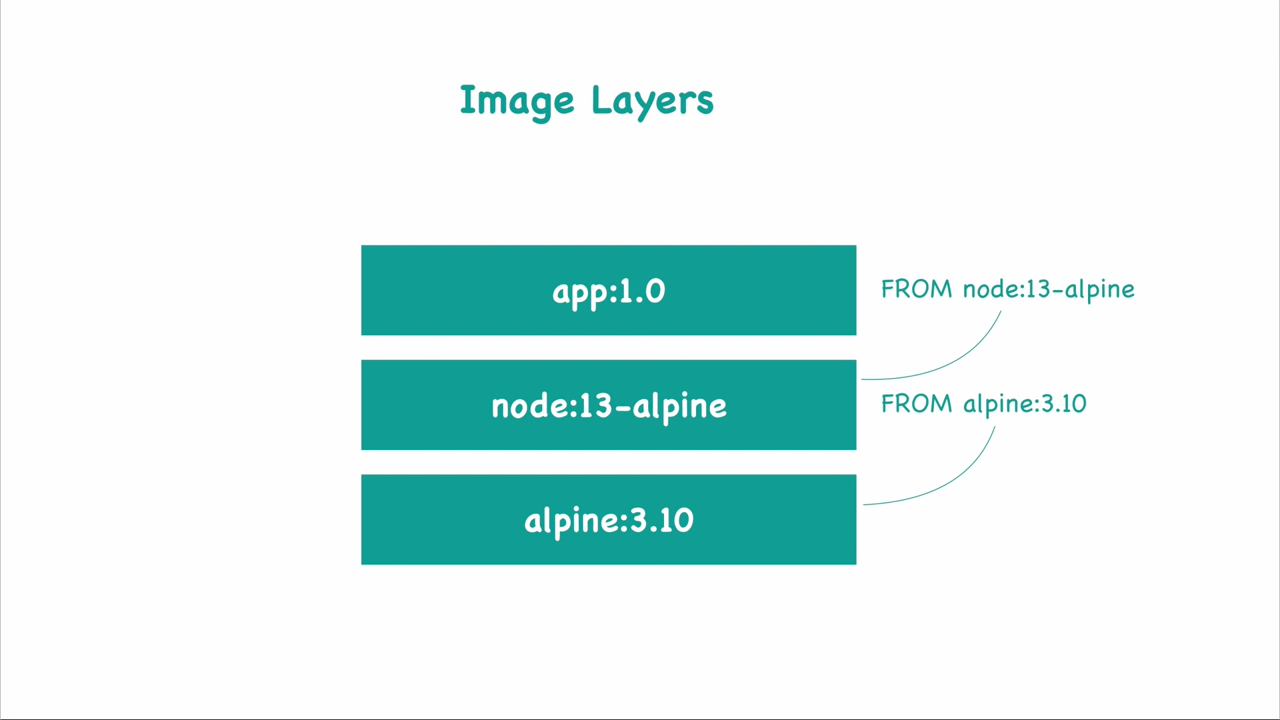 Image Layers
app:1.0
FROM node:13-alpine
node:13-alpine
FROM alpine:3.10
alpine:3.10